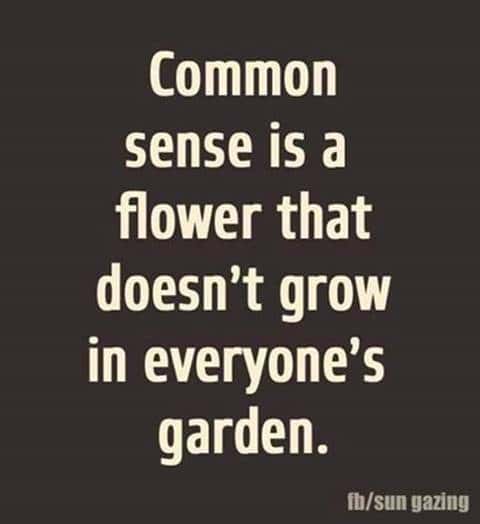 Common
sense is a
flower that
doesn't grow
in everyone's
garden.
fb/sun gazing